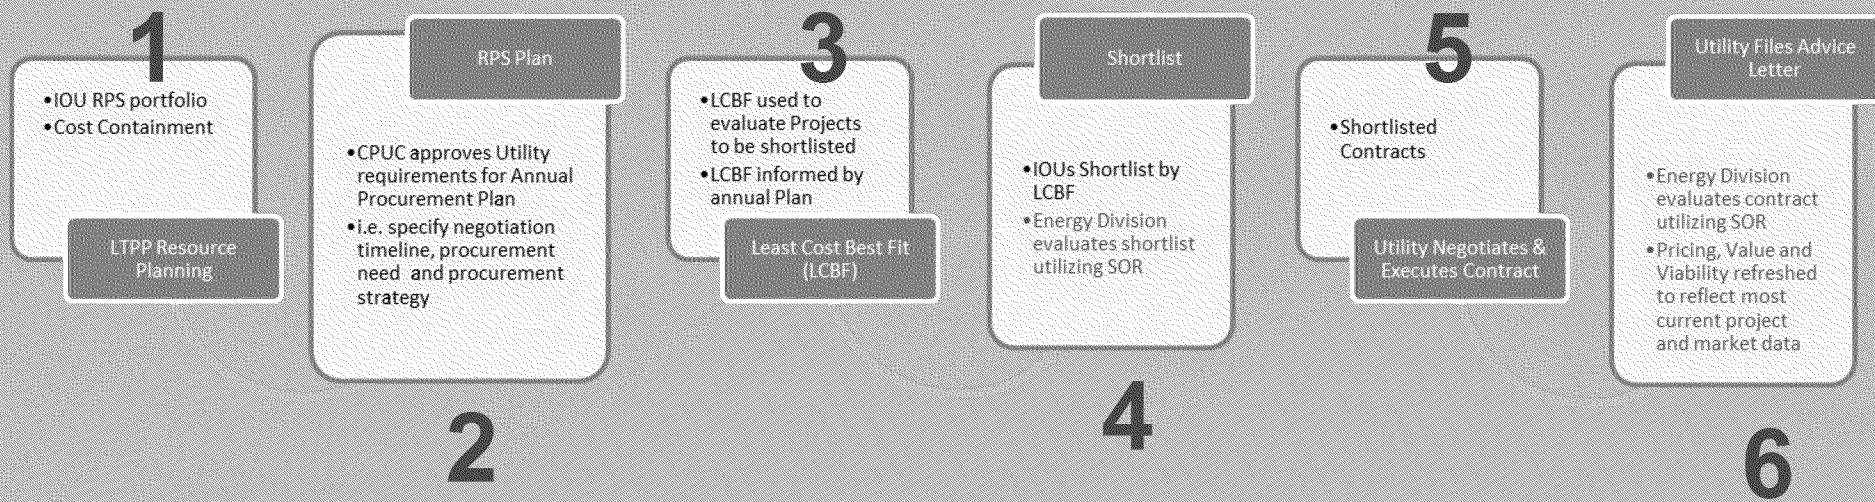 1
•IOU RPS portfolio
•Cost Containment
LTPP Resource
Planning
RPS Plan
•CPUC approves Utility
requirements for Annual
Procurement Plan
•i.e. specify negotiation
timeline, procurement
need and procurement
strategy
2
3
•LCBF used to
evaluate Projects
to be shortlisted
•LCBF informed by
annual Plan
Least Cost Best Fit
(LCBF)
Shortlist
•IOUs Shortlist by
LCBF
•Energy Division
evaluates shortlist
utilizing SOR
4
5
•Shortlisted
Contracts
Utility Negotiates &
Executes Contract
Utility Files Advice
Letter
•Energy Division
evaluates contract
utilizing SOR
•Pricing, Value and
Viability refreshed
to reflect most
current project
and market data
6